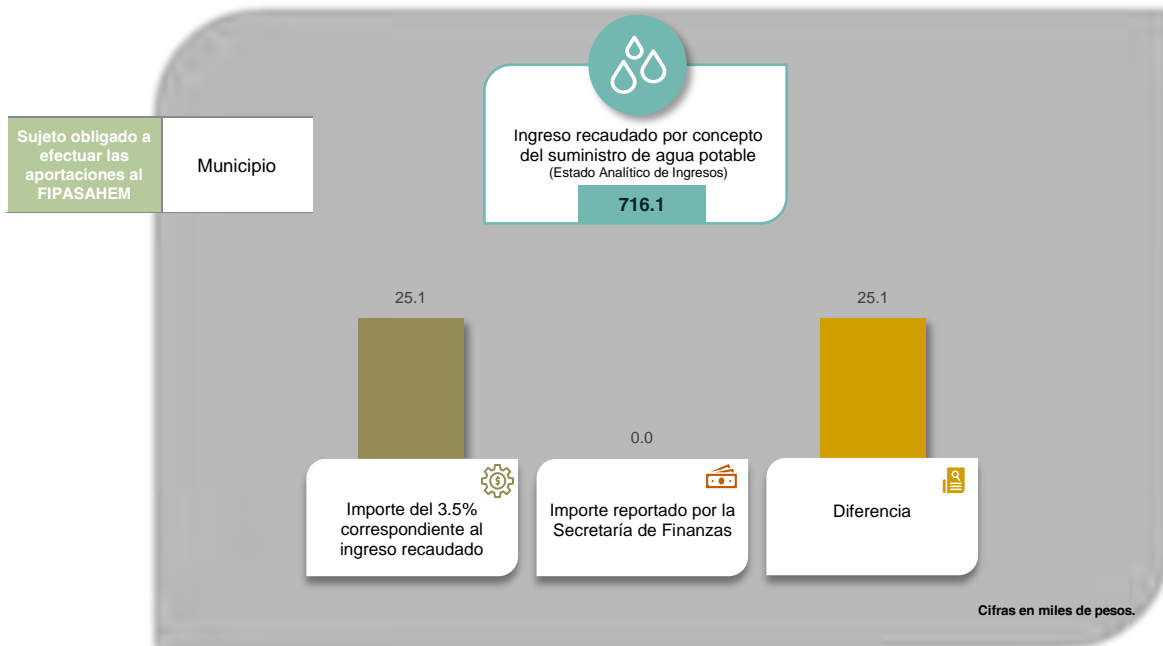 Sujeto obligado a
efectuar las
aportaciones al
FIPASAHEM
Municipio
Ingreso recaudado por concepto
del suministro de agua potable
(Estado Analítico de Ingresos)
716.1
25.1
0.0
25.1
Importe del 3.5%
correspondiente al
ingreso recaudado
Importe reportado por la
Secretaría de Finanzas
Diferencia
Cifras en miles de pesos.